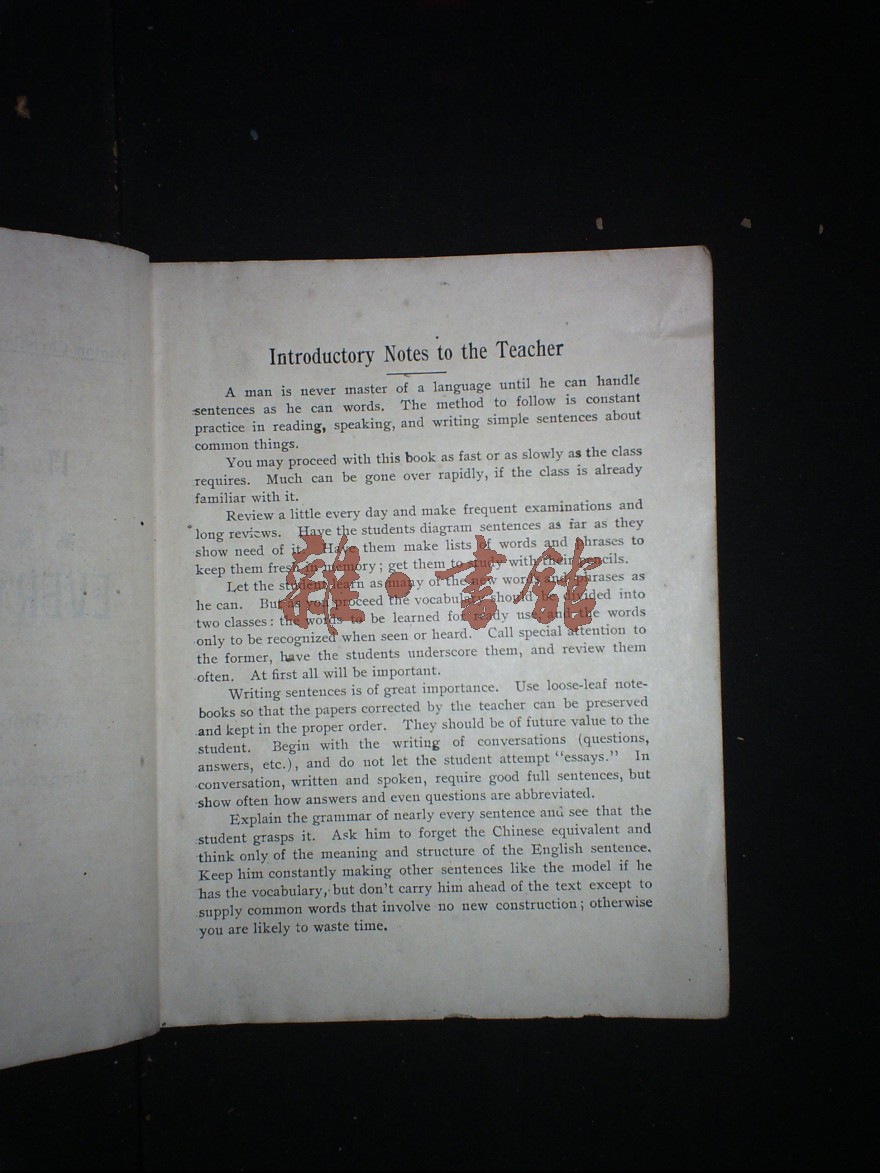 Introductory Notes to the Teacher
A man is never master of a language until he can handle
sentences as he can words. The method to follow is constant
practice in reading, speaking, and writing simple sentences about
common things.
You may proceed with this book as fast or as slowly as the class
requires. Much can be gone over rapidly, if the class is already
familiar with it.
Review a little every day and make frequent examinations and
long reviews. Have the students diagram sentences as far as they
show need of it. Have them make lists of words and phrases to
keep them fresh in memory; get them to study with their pencils.
Let the student learn as many of the new words and phrases as
he can. But as you proceed the vocabulary should be divided into
two classes: the words to be learned for ready use and the words
only to be recognized when seen or heard. Call special attention to
the former, have the students underscore them, and review them
often. At first all will be important.
Writing sentences is of great importance. Use loose-leaf note-
books so that the papers corrected by the teacher can be preserved
and kept in the proper order. They should be of future value to the
student. Begin with the writing of conversations (questions,
answers, etc.), and do not let the student attempt "essays." In
conversation, written and spoken, require good full sentences, but
show often how answers and even questions are abbreviated.
Explain the grammar of nearly every sentence and see that the
student grasps it. Ask him to forget the Chinese equivalent and
think only of the meaning and structure of the English sentence.
Keep him constantly making other sentences like the model if he
has the vocabulary, but don't carry him ahead of the text except to
supply common words that involve no new construction; otherwise
you are likely to waste time.
雜·書館